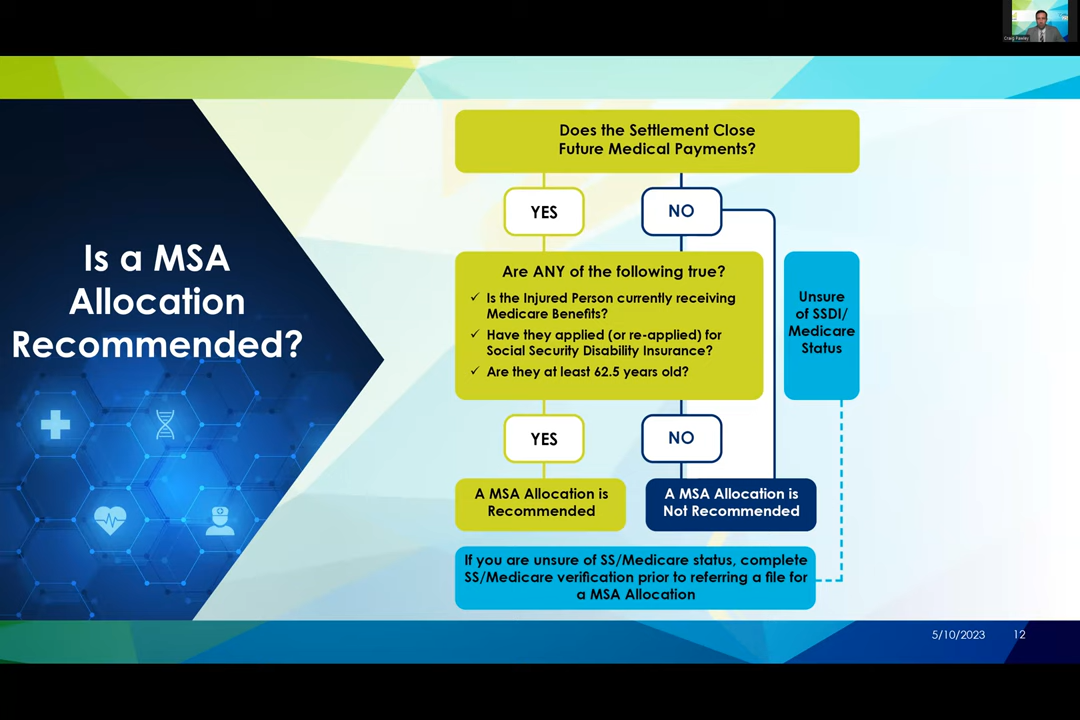 Craig Pawley
Is a MSA
Allocation
Recommended?
Does the Settlement Close
Future Medical Payments?
YES
NO
Are ANY of the following true?
✓ Is the Injured Person currently receiving
Medicare Benefits?
✓ Have they applied (or re-applied) for
Social Security Disability Insurance?
✓ Are they at least 62.5 years old?
Unsure
of SSDI/
Medicare
Status
YES
NO
A MSA Allocation is
Recommended
A MSA Allocation is
Not Recommended
If you are unsure of SS/Medicare status, complete
SS/Medicare verification prior to referring a file for
a MSA Allocation
5/10/2023
12